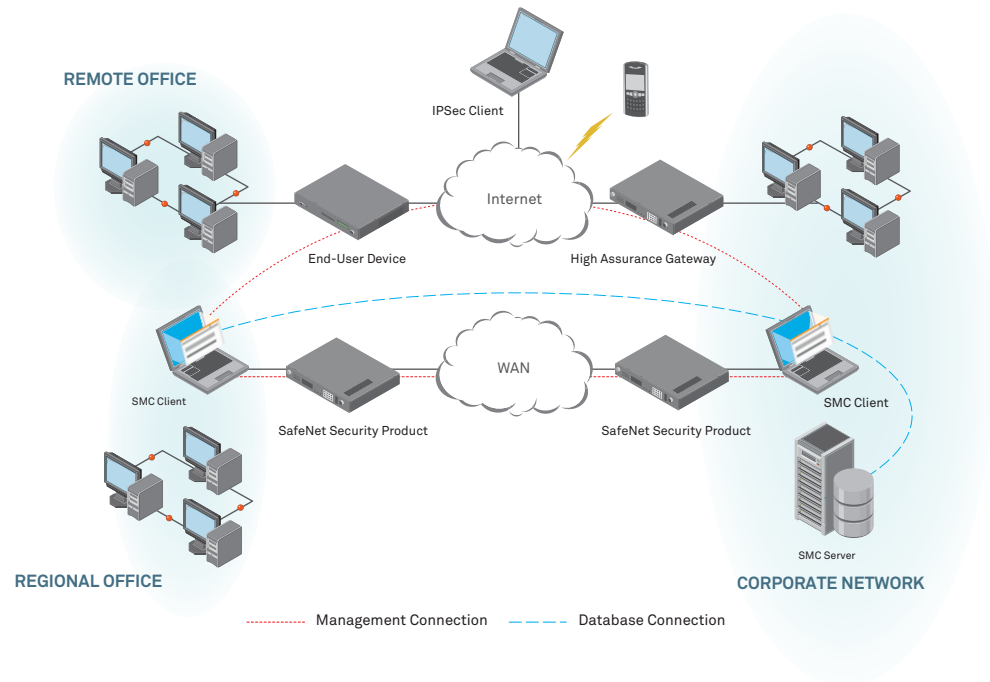 REMOTE OFFICE
IPSec Client
Internet
End-User Device
High Assurance Gateway
WAN
SMC Client
SMC Client
SafeNet Security Product
SafeNet Security Product
SMC Server
REGIONAL OFFICE
CORPORATE NETWORK
Management Connection
Database Connection